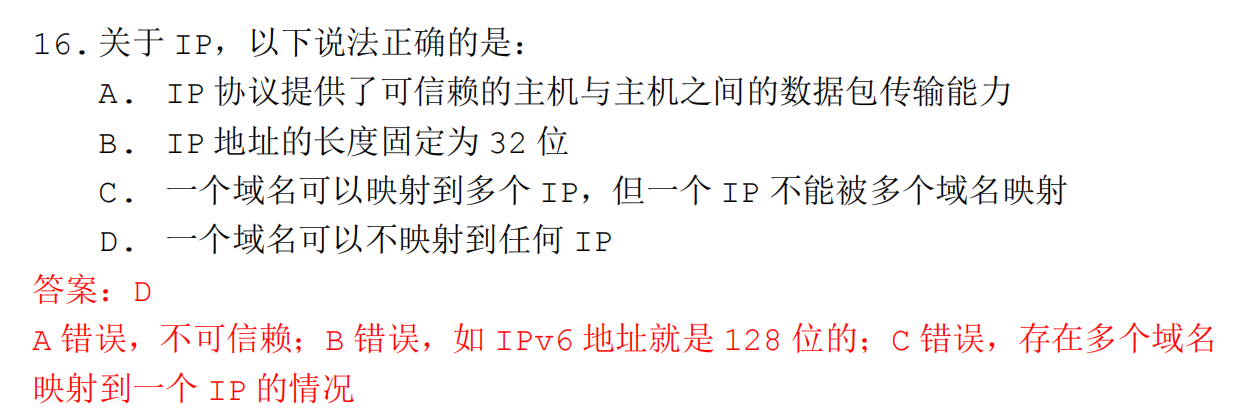 16.关于 IP，以下说法正确的是：
A. IP 协议提供了可信赖的主机与主机之间的数据包传输能力
B. IP 地址的长度固定为 32 位
C. 一个域名可以映射到多个 IP，但一个 IP 不能被多个域名映射
D. 一个域名可以不映射到任何 IP
答案：D
A 错误，不可信赖；B 错误，如 IPv6 地址就是 128 位的；C 错误，存在多个域名
映射到一个 IP 的情况